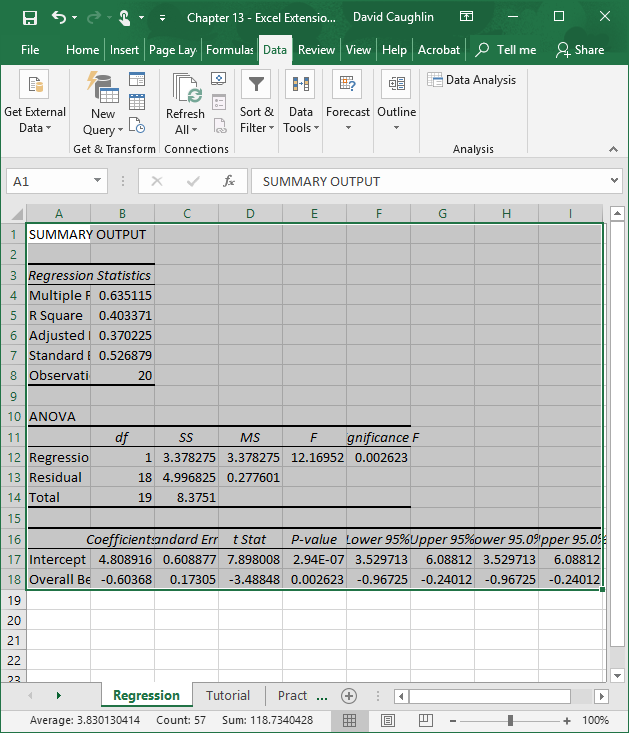 Chapter 13 - Excel Extensio... David Caughlin
File Home Insert Page Lay Formulas Data Review View Help Acrobat Tell me Share
Get External Data New Query Refresh All Sort & Filter Data Tools Forecast Outline Data Analysis
Get & Transform Connections Analysis
A1 fx SUMMARY OUTPUT
A B C D E F G H I
1 SUMMARY OUTPUT
2
3 Regression Statistics
4 Multiple R 0.635115
5 R Square 0.403371
6 Adjusted 0.370225
7 Standard E 0.526879
8 Observati 20
9
10 ANOVA
11 df SS MS F gnificance F
12 Regressio 1 3.378275 3.378275 12.16952 0.002623
13 Residual 18 4.996825 0.277601
14 Total 19 8.3751
15
16 Coefficients andard Err t Stat P-value Lower 95% Upper 95% ower 95.0% pper 95.0%
17 Intercept 4.808916 0.608877 7.898008 2.94E-07 3.529713 6.08812 3.529713 6.08812
18 Overall Be -0.60368 0.17305 -3.48848 0.002623 -0.96725 -0.24012 -0.96725 -0.24012
19
20
21
22
23
Regression Tutorial Pract ...
Average: 3.830130414 Count: 57 Sum: 118.7340428 100%